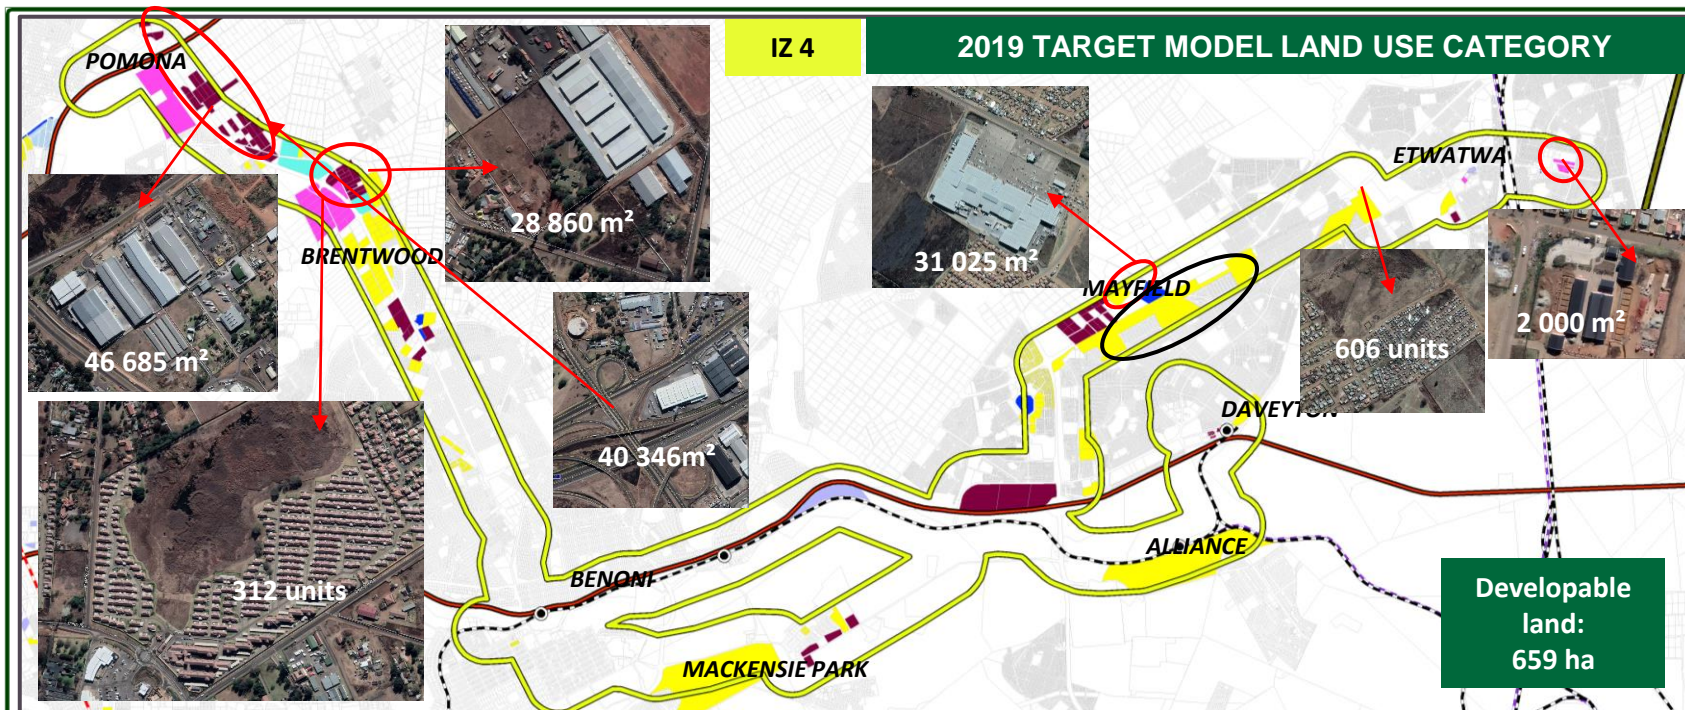 IZ 4
2019 TARGET MODEL LAND USE CATEGORY
POMONA
28 860 m²
46 685 m²
BRENTWOOD
40 346m²
312 units
31 025 m²
MAYFIELD
ETWATWA
606 units
2 000 m²
DAVEYTON
ALLIANCE
BENONI
MACKENSIE PARK
Developable
land:
659 ha